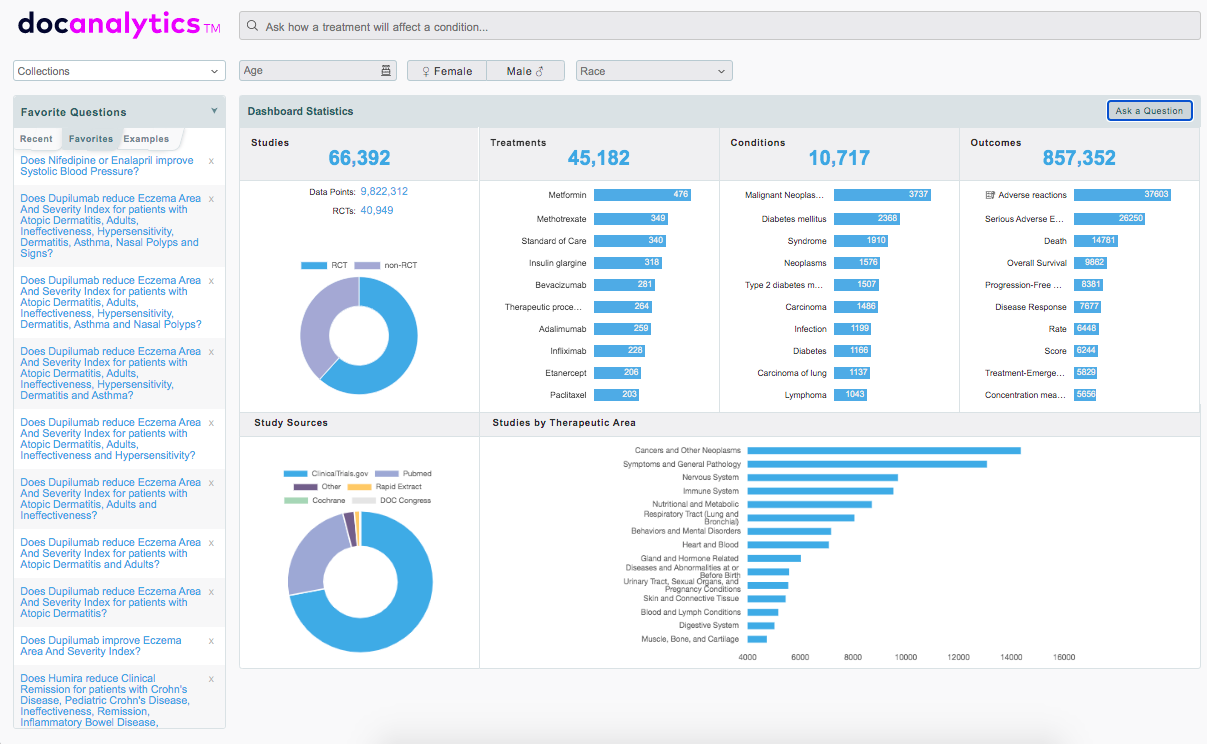 docanalytics TM
Ask how a treatment will affect a condition...
Collections
Age
♀ Female
Male ♂
Race
Favorite Questions
Recent
Favorites
Examples
Does Nifedipine or Enalapril improve
Systolic Blood Pressure?
x
Does Dupilumab reduce Eczema Area
And Severity Index for patients with
Atopic Dermatitis, Adults,
Ineffectiveness, Hypersensitivity,
Dermatitis, Asthma, Nasal Polyps and
Signs?
x
Does Dupilumab reduce Eczema Area
And Severity Index for patients with
Atopic Dermatitis, Adults,
Ineffectiveness, Hypersensitivity,
Dermatitis, Asthma and Nasal Polyps?
x
Does Dupilumab reduce Eczema Area
And Severity Index for patients with
Atopic Dermatitis, Adults,
Ineffectiveness, Hypersensitivity,
Dermatitis and Asthma?
x
Does Dupilumab reduce Eczema Area
And Severity Index for patients with
Atopic Dermatitis, Adults,
Ineffectiveness and Hypersensitivity?
x
Does Dupilumab reduce Eczema Area
And Severity Index for patients with
Atopic Dermatitis, Adults and
Ineffectiveness?
x
Does Dupilumab reduce Eczema Area
And Severity Index for patients with
Atopic Dermatitis and Adults?
x
Does Dupilumab reduce Eczema Area
And Severity Index for patients with
Atopic Dermatitis?
x
Does Dupilumab improve Eczema
Area And Severity Index?
x
Does Humira reduce Clinical
Remission for patients with Crohn's
Disease, Pediatric Crohn's Disease,
Ineffectiveness, Remission,
Inflammatory Bowel Disease,
x
Dashboard Statistics
Ask a Question
Studies
66,392
Data Points: 9,822,312
RCTs: 40,949
RCT
non-RCT
Treatments
45,182
Metformin 476
Methotrexate 349
Standard of Care 340
Insulin glargine 318
Bevacizumab 281
Therapeutic proce... 264
Adalimumab 259
Infliximab 228
Etanercept 206
Paclitaxel 203
Conditions
10,717
Malignant Neoplas... 3737
Diabetes mellitus 2368
Syndrome 1910
Neoplasms 1576
Type 2 diabetes m... 1507
Carcinoma 1486
Infection 1199
Diabetes 1186
Carcinoma of lung 1137
Lymphoma 1043
Outcomes
857,352
Adverse reactions 37603
Serious Adverse E... 26250
Death 14781
Overall Survival 9862
Progression-Free ... 8381
Disease Response 7677
Rate 6448
Score 6244
Treatment-Emerge... 5829
Concentration mea... 5656
Study Sources
ClinicalTrials.gov
Pubmed
Other
Rapid Extract
Cochrane
DOC Congress
Studies by Therapeutic Area
Cancers and Other Neoplasms
Symptoms and General Pathology
Nervous System
Immune System
Nutritional and Metabolic
Respiratory Tract (Lung and
Bronchial)
Behaviors and Mental Disorders
Heart and Blood
Gland and Hormone Related
Diseases and Abnormalities at or
Before Birth
Urinary Tract, Sexual Organs, and
Pregnancy Conditions
Skin and Connective Tissue
Blood and Lymph Conditions
Digestive System
Muscle, Bone, and Cartilage
4000 6000 8000 10000 12000 14000 16000